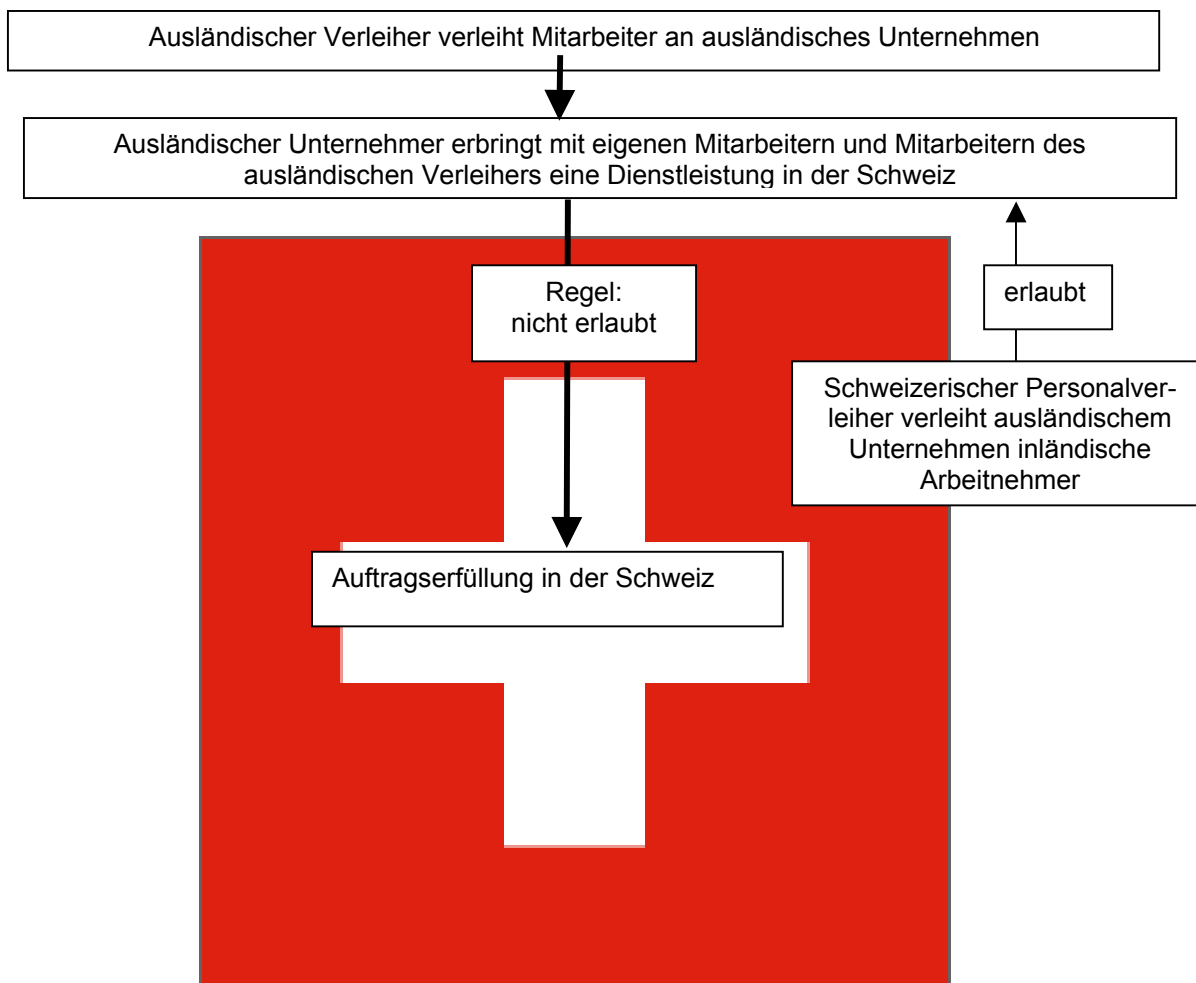 Ausländischer Verleiher verleiht Mitarbeiter an ausländisches Unternehmen
Ausländischer Unternehmer erbringt mit eigenen Mitarbeitern und Mitarbeitern des
ausländischen Verleihers eine Dienstleistung in der Schweiz
Regel:
nicht erlaubt
erlaubt
Schweizerischer Personalver-
leiher verleiht ausländischem
Unternehmen inländische
Arbeitnehmer
Auftragserfüllung in der Schweiz